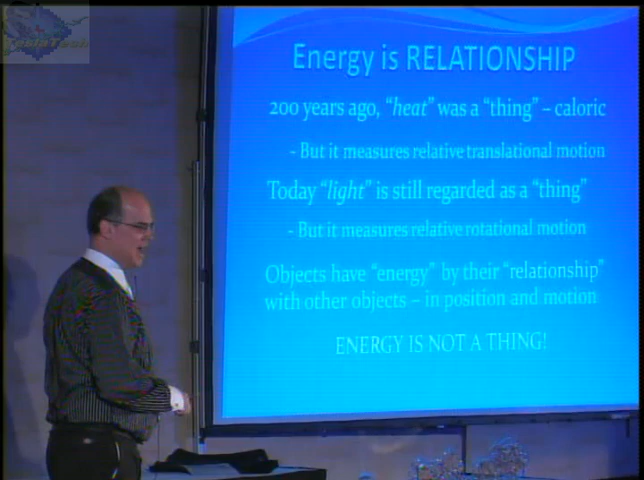 TeslaTech
Energy is RELATIONSHIP
200 years ago, “heat” was a “thing” – caloric
- But it measures relative translational motion
Today “light” is still regarded as a “thing”
- But it measures relative rotational motion
Objects have “energy” by their “relationship”
with other objects – in position and motion
ENERGY IS NOT A THING!